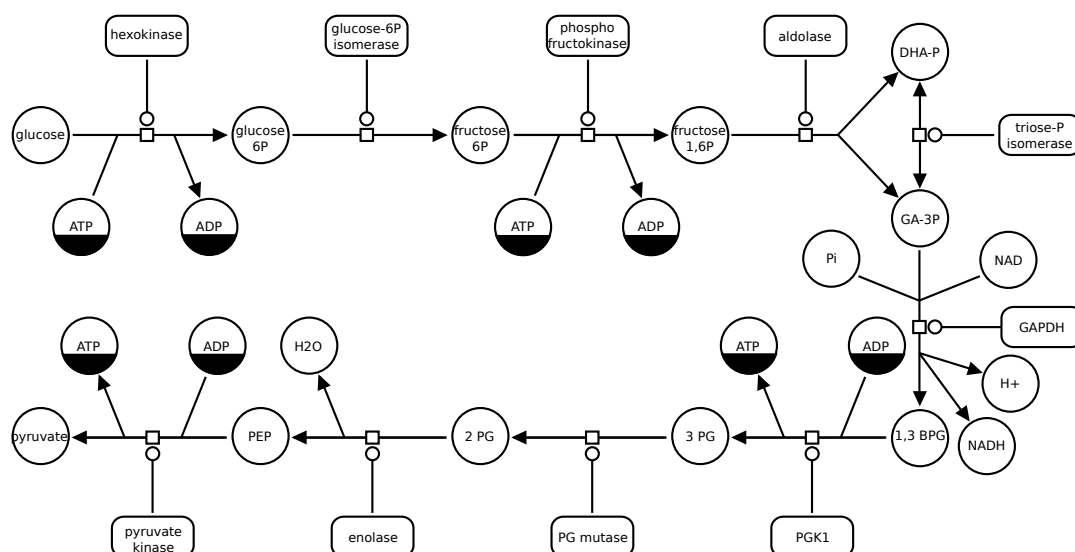 hexokinase
glucose-6P
isomerase
phospho
fructokinase
aldolase
DHA-P
glucose
glucose
6P
fructose
6P
fructose
1,6P
triose-P
isomerase
ATP
ADP
ATP
ADP
GA-3P
Pi
NAD
GAPDH
ATP
ADP
H2O
ATP
ADP
H+
pyruvate
PEP
2 PG
3 PG
1,3 BPG
NADH
pyruvate
kinase
enolase
PG mutase
PGK1